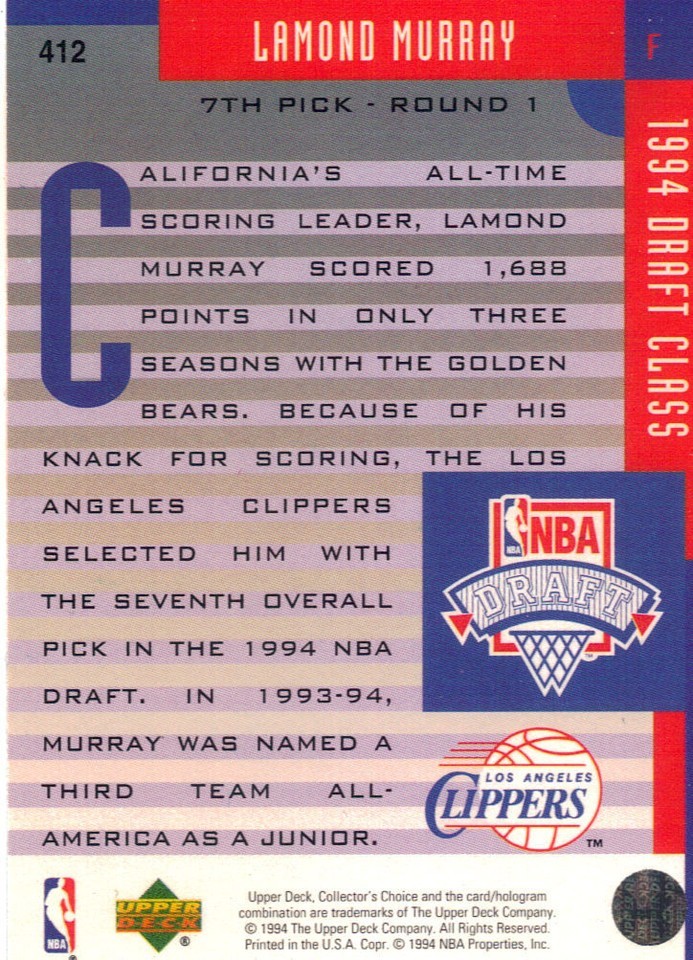 412
LAMOND MURRAY
F
7TH PICK - ROUND 1
1994 DRAFT CLASS
CALIFORNIA'S ALL-TIME
SCORING LEADER, LAMOND
MURRAY SCORED 1,688
POINTS IN ONLY THREE
SEASONS WITH THE GOLDEN
BEARS. BECAUSE OF HIS
KNACK FOR SCORING, THE LOS
ANGELES CLIPPERS
SELECTED HIM WITH
THE SEVENTH OVERALL
PICK IN THE 1994 NBA
DRAFT. IN 1993-94,
MURRAY WAS NAMED A
THIRD TEAM ALL-
AMERICA AS A JUNIOR.
NBA
NBA
DRAFT
TM
LOS ANGELES
CLIPPERS
TM
NBA
®
UPPER
DECK
®
Upper Deck, Collector's Choice and the card/hologram
combination are trademarks of The Upper Deck Company.
© 1994 The Upper Deck Company. All Rights Reserved.
Printed in the U.S.A. Copr. © 1994 NBA Properties, Inc.